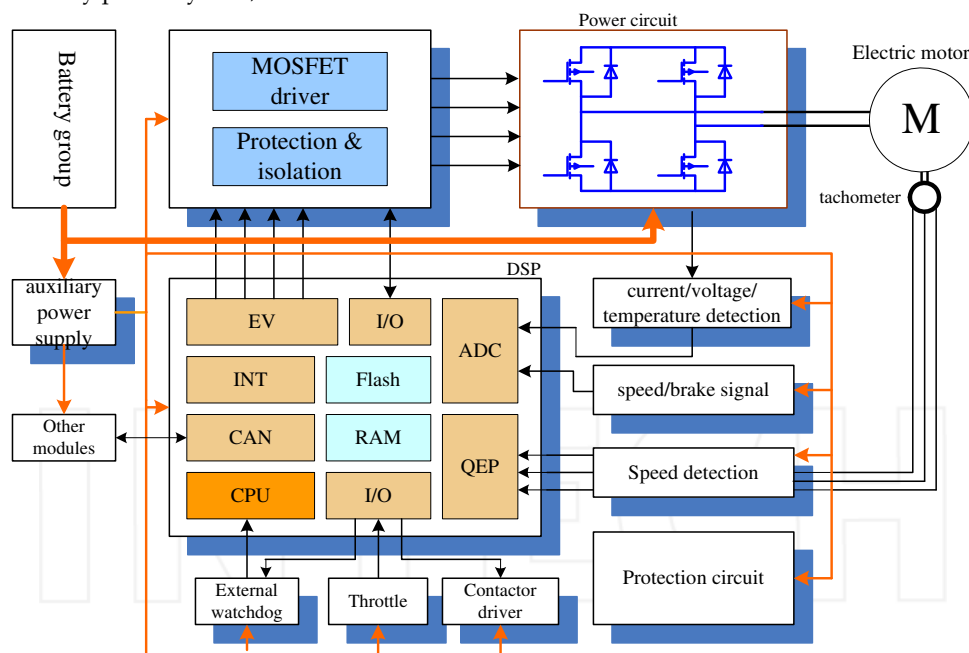 Power circuit
Electric motor
Battery group
MOSFET
driver
Protection &
isolation
M
tachometer
DSP
auxiliary
power
supply
current/voltage/
temperature detection
EV
I/O
ADC
INT
Flash
speed/brake signal
Other
modules
CAN
RAM
QEP
Speed detection
CPU
I/O
Protection circuit
External
watchdog
Throttle
Contactor
driver